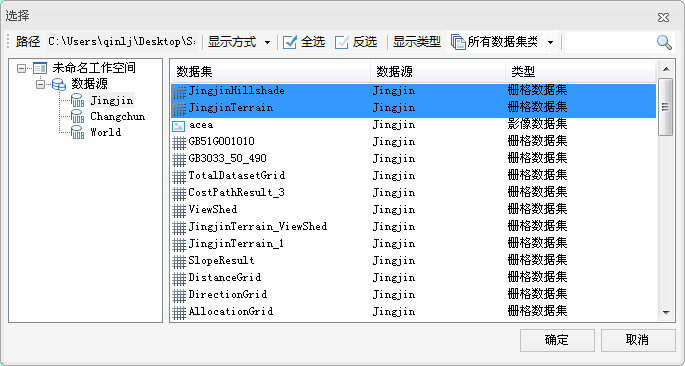 选择
路径 C:\Users\qinlj\Desktop\S: 显示方式 全选 反选 显示类型 所有数据集类
未命名工作空间
数据源
Jingjin
Changchun
World
数据集 数据源 类型
JingjinHillshade Jingjin 栅格数据集
JingjinTerrain Jingjin 栅格数据集
acea Jingjin 影像数据集
GB51G001010 Jingjin 栅格数据集
GB3033_50_490 Jingjin 栅格数据集
TotalDatasetGrid Jingjin 栅格数据集
CostPathResult_3 Jingjin 栅格数据集
ViewShed Jingjin 栅格数据集
JingjinTerrain_ViewShed Jingjin 栅格数据集
JingjinTerrain_1 Jingjin 栅格数据集
SlopeResult Jingjin 栅格数据集
DistanceGrid Jingjin 栅格数据集
DirectionGrid Jingjin 栅格数据集
AllocationGrid Jingjin 栅格数据集
确定 取消